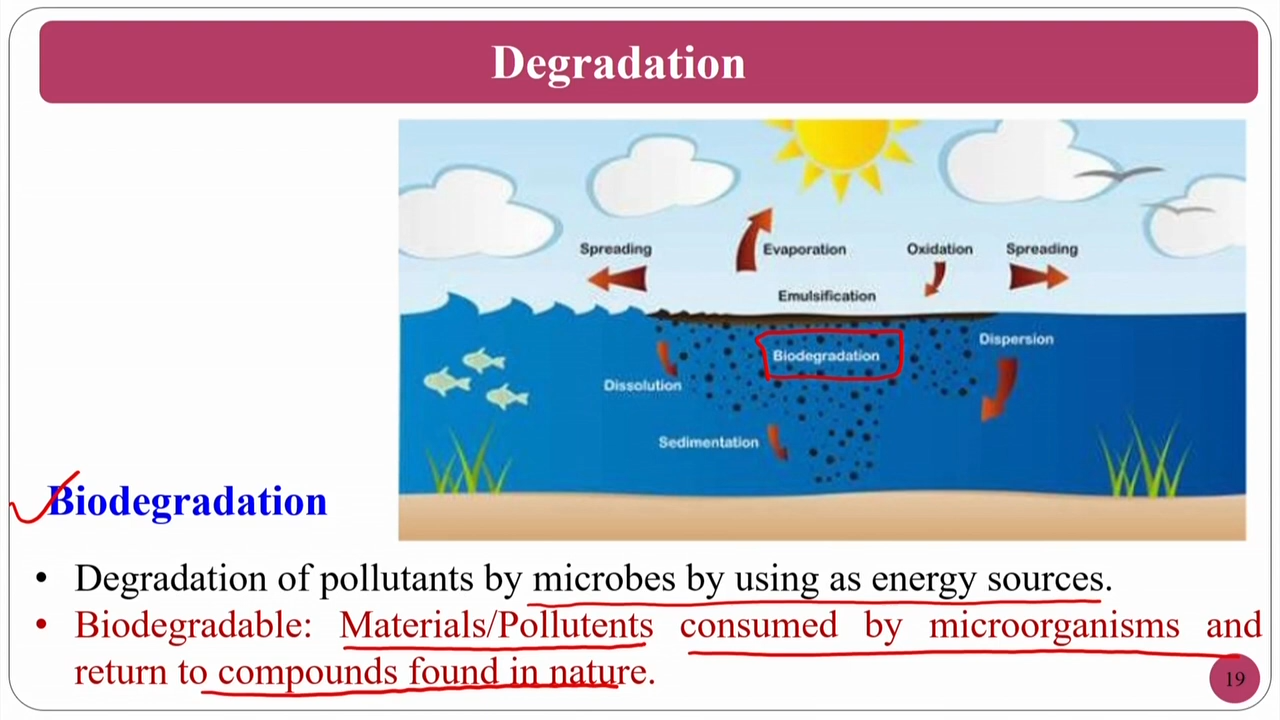 Degradation
Spreading
Evaporation
Oxidation
Spreading
Emulsification
Biodegradation
Dispersion
Dissolution
Sedimentation
Biodegradation
• Degradation of pollutants by microbes by using as energy sources.
• Biodegradable: Materials/Pollutents consumed by microorganisms and
return to compounds found in nature.
19